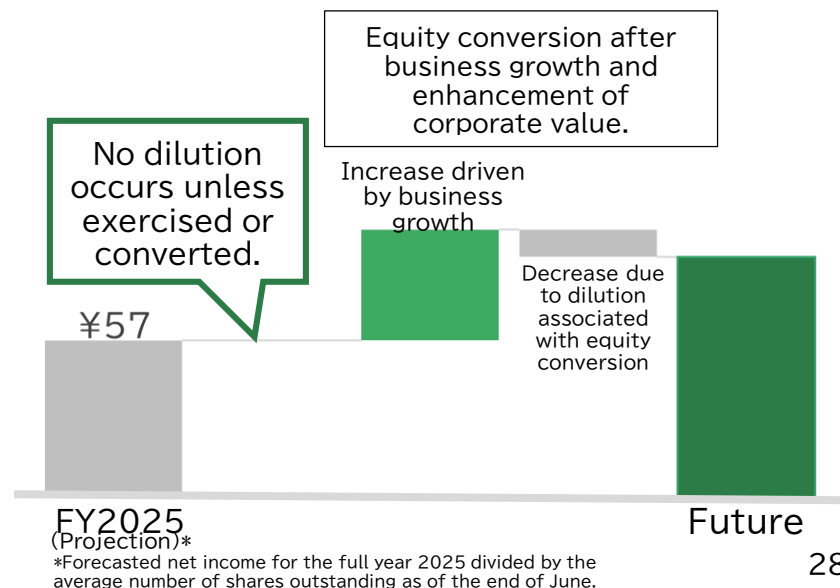 Equity conversion after
business growth and
enhancement of
corporate value.
No dilution
occurs unless
exercised or
converted.
Increase driven
by business
growth
Decrease due
to dilution
associated
with equity
conversion
¥57
FY2025
(Projection)*
Future
*Forecasted net income for the full year 2025 divided by the
average number of shares outstanding as of the end of June.
28